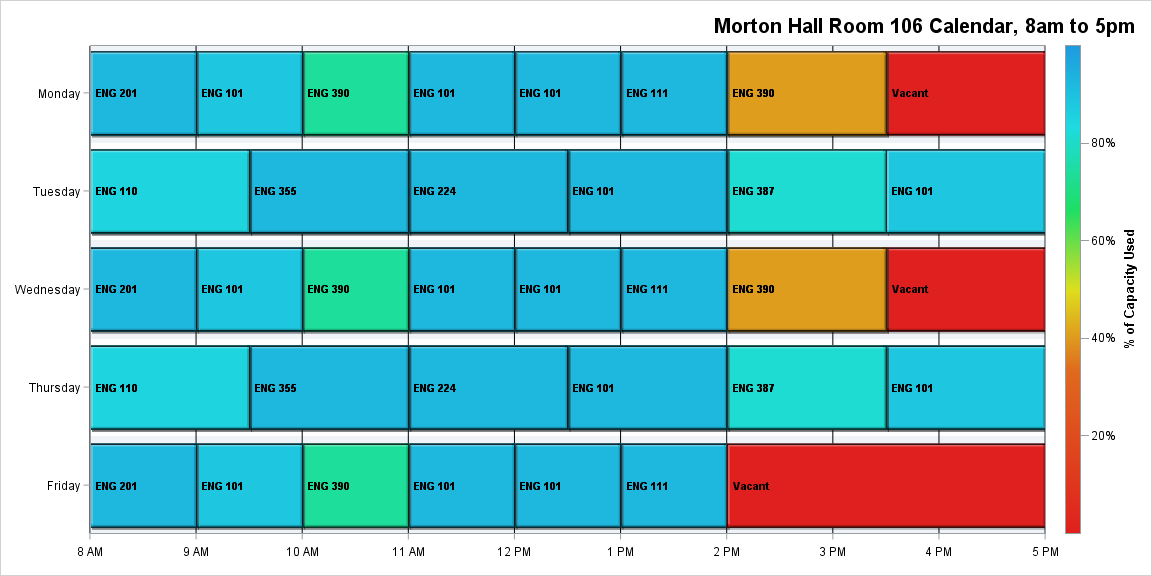 Morton Hall Room 106 Calendar, 8am to 5pm
Monday
ENG 201
ENG 101
ENG 390
ENG 101
ENG 101
ENG 111
ENG 390
Vacant
Tuesday
ENG 110
ENG 355
ENG 224
ENG 101
ENG 387
ENG 101
Wednesday
ENG 201
ENG 101
ENG 390
ENG 101
ENG 101
ENG 111
ENG 390
Vacant
Thursday
ENG 110
ENG 355
ENG 224
ENG 101
ENG 387
ENG 101
Friday
ENG 201
ENG 101
ENG 390
ENG 101
ENG 101
ENG 111
Vacant
8 AM
9 AM
10 AM
11 AM
12 PM
1 PM
2 PM
3 PM
4 PM
5 PM
80%
60%
40%
20%
% of Capacity Used